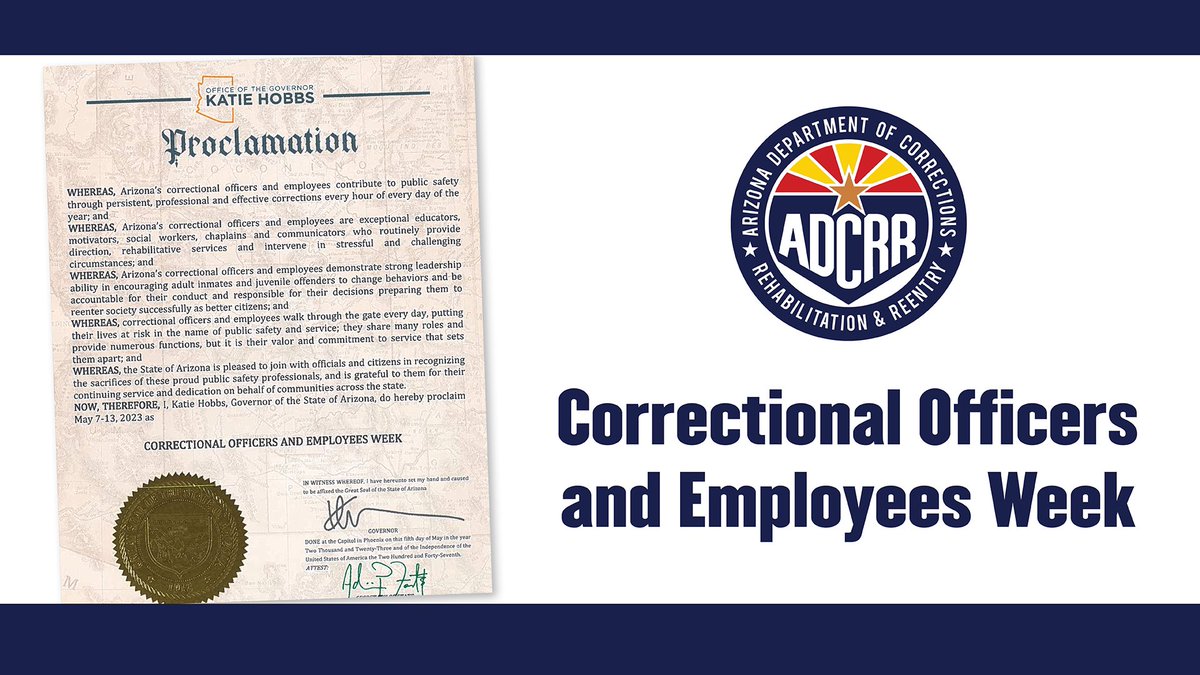 OFFICE OF THE GOVERNOR
KATIE HOBBS
Proclamation
WHEREAS, Arizona's correctional officers and employees contribute to public safety
through persistent, professional and effective corrections every hour of every day of the
year; and
WHEREAS, Arizona's correctional officers and employees are exceptional educators,
motivators, social workers, chaplains and communicators who routinely provide
direction, rehabilitative services and intervene in stressful and challenging
circumstances; and
WHEREAS, Arizona's correctional officers and employees demonstrate strong leadership
ability in encouraging adult inmates and juvenile offenders to change behaviors and be
accountable for their conduct and responsible for their decisions preparing them to
reenter society successfully as better citizens; and
WHEREAS, correctional officers and employees walk through the gate every day, putting
their lives at risk in the name of public safety and service; they share many roles and
provide numerous functions, but it is their valor and commitment to service that sets
them apart; and
WHEREAS, the State of Arizona is pleased to join with officials and citizens in recognizing
the sacrifices of these proud public safety professionals, and is grateful to them for their
continuing service and dedication on behalf of communities across the state.
NOW, THEREFORE, I, Katie Hobbs, Governor of the State of Arizona, do hereby proclaim
May 7-13, 2023 as
CORRECTIONAL OFFICERS AND EMPLOYEES WEEK
IN WITNESS WHEREOF, I have hereunto set my hand and caused
to be affixed the Great Seal of the State of Arizona
GOVERNOR
DONE at the Capitol in Phoenix on this fifth day of May in the year
Two Thousand and Twenty-Three and of the Independence of the
United States of America the Two Hundred and Forty-Seventh.
ATTEST:
ARIZONA DEPARTMENT OF CORRECTIONS
ADCRR
REHABILITATION & REENTRY
Correctional Officers
and Employees Week